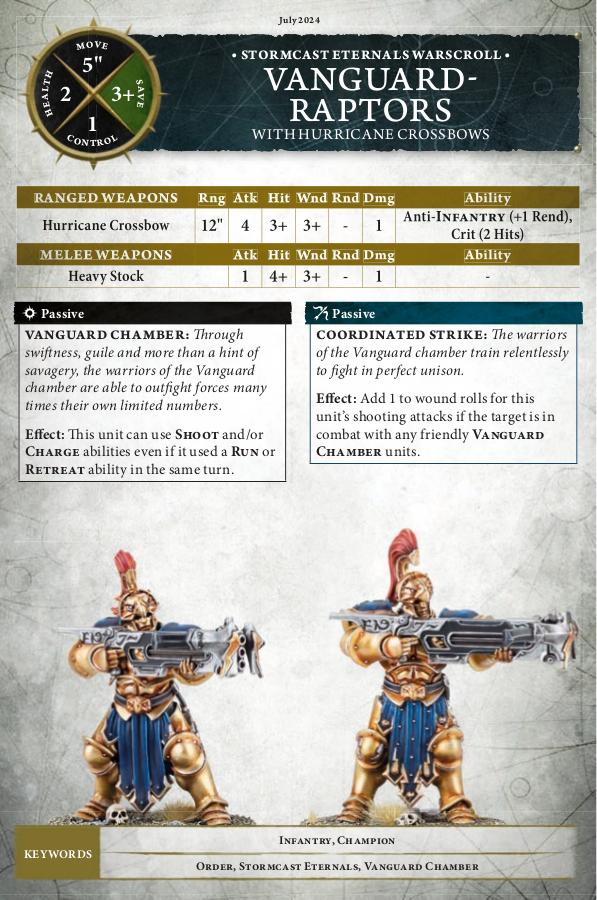 July 2024
MOVE
5"
HEALTH
2
3+
SAVE
1
CONTROL
• STORMCAST ETERNALS WARSCROLL •
VANGUARD-
RAPTORS
WITH HURRICANE CROSSBOWS
RANGED WEAPONS Rng Atk Hit Wnd Rnd Dmg Ability
Hurricane Crossbow 12" 4 3+ 3+ - 1 Anti-INFANTRY (+1 Rend),
Crit (2 Hits)
MELEE WEAPONS Atk Hit Wnd Rnd Dmg Ability
Heavy Stock 1 4+ 3+ - 1 -
Passive
VANGUARD CHAMBER: Through
swiftness, guile and more than a hint of
savagery, the warriors of the Vanguard
chamber are able to outfight forces many
times their own limited numbers.
Effect: This unit can use SHOOT and/or
CHARGE abilities even if it used a RUN or
RETREAT ability in the same turn.
Passive
COORDINATED STRIKE: The warriors
of the Vanguard chamber train relentlessly
to fight in perfect unison.
Effect: Add 1 to wound rolls for this
unit's shooting attacks if the target is in
combat with any friendly VANGUARD
CHAMBER units.
KEYWORDS
INFANTRY, CHAMPION
ORDER, STORMCAST ETERNALS, VANGUARD CHAMBER